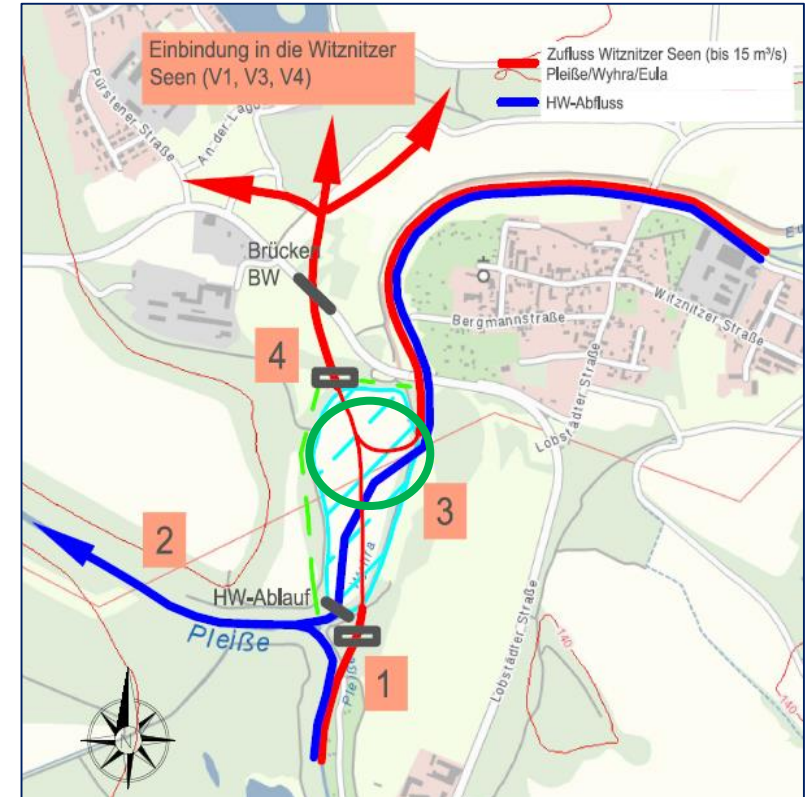 Einbindung in die Witznitzer
Seen (V1, V3, V4)
Zufluss Witznitzer Seen (bis 15 m³/s)
Pleiße/Wyhra/Eula
HW-Abfluss
Pürstener Straße
An der
Brücken
BW
Bergmannstraße
Witznitzer Straße
Lobstädter Straße
4
3
2
HW-Ablauf
Wyhra
Pleiße
1
Pleiße
Lobstädter Straße
140
140
N